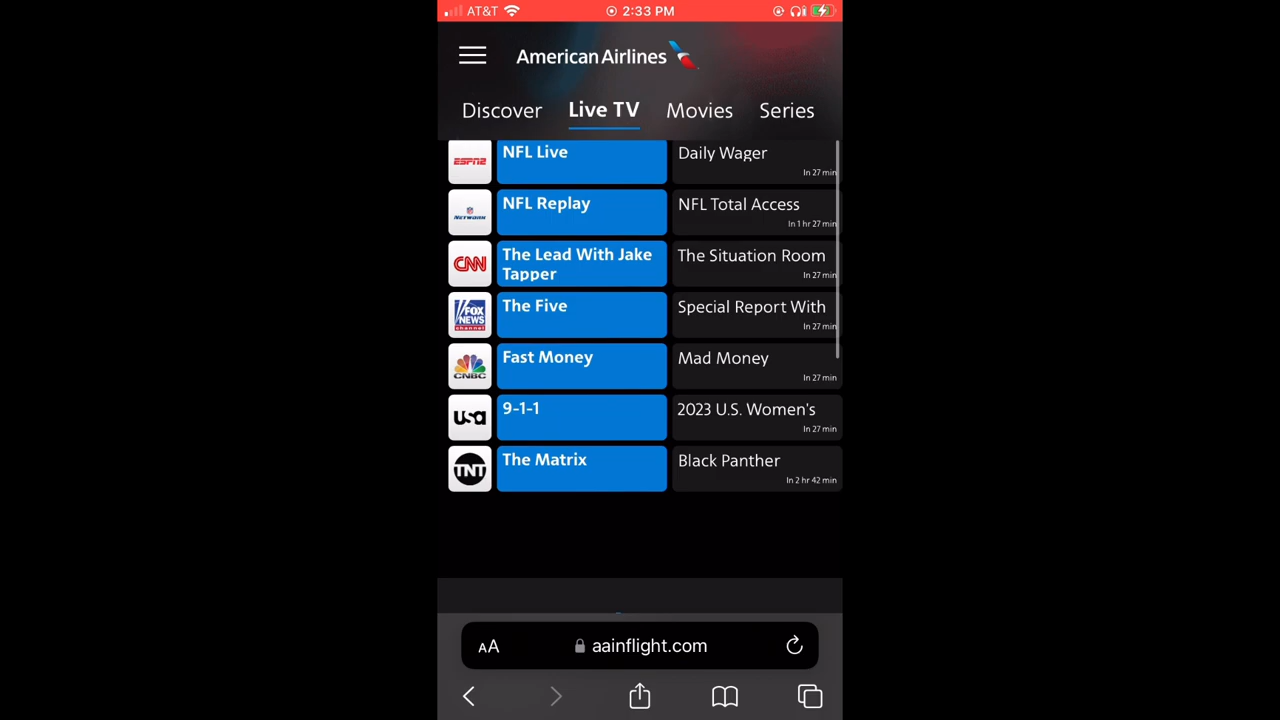 AT&T 2:33 PM
American Airlines
Discover Live TV Movies Series
ESPN2 NFL Live Daily Wager
In 27 min
NETWORK NFL Replay NFL Total Access
In 1 hr 27 min
CNN The Lead With Jake Tapper The Situation Room
In 27 min
FOX NEWS channel The Five Special Report With
In 27 min
CNBC Fast Money Mad Money
In 27 min
usa 9-1-1 2023 U.S. Women's
In 27 min
TNT The Matrix Black Panther
In 2 hr 42 min
AA aainflight.com